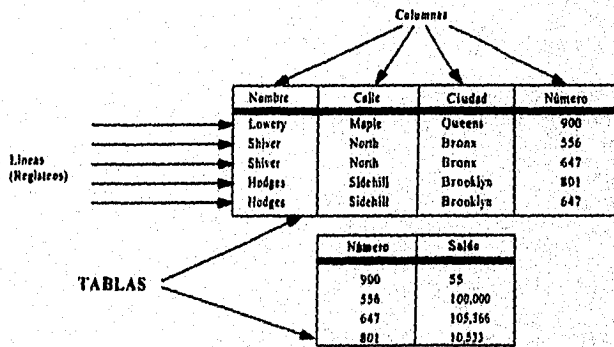 Columnas
Nombre Calle Ciudad Número
Lowery Maple Queens 900
Shiver North Bronx 556
Shiver North Bronx 647
Hodges Sidehill Brooklyn 801
Hodges Sidehill Brooklyn 647
Líneas
(Registros)
Número Saldo
900 55
556 100,000
647 105,366
801 10,533
TABLAS